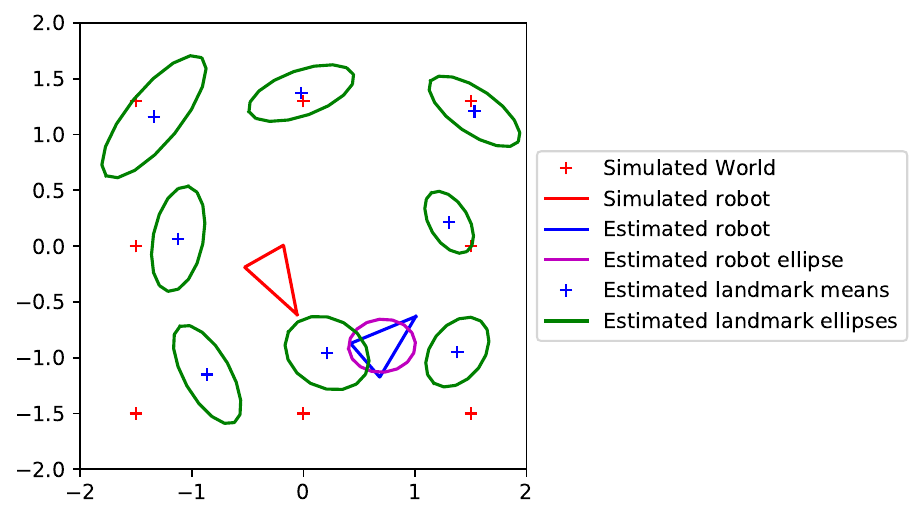 2.0
1.5
1.0
0.5
0.0
−0.5
−1.0
−1.5
−2.0
−2
−1
0
1
2
Simulated World
Simulated robot
Estimated robot
Estimated robot ellipse
Estimated landmark means
Estimated landmark ellipses